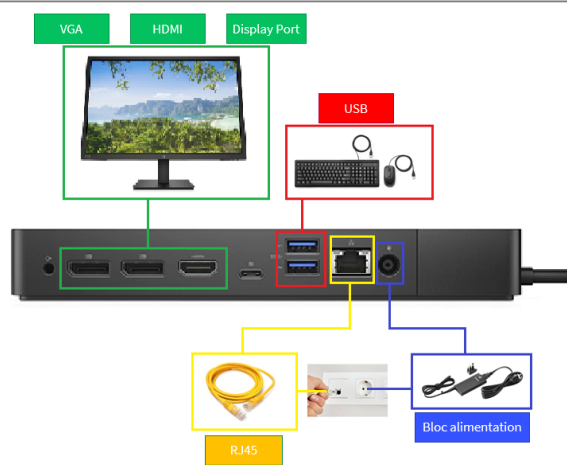 VGA
HDMI
Display Port
USB
RJ45
Bloc alimentation